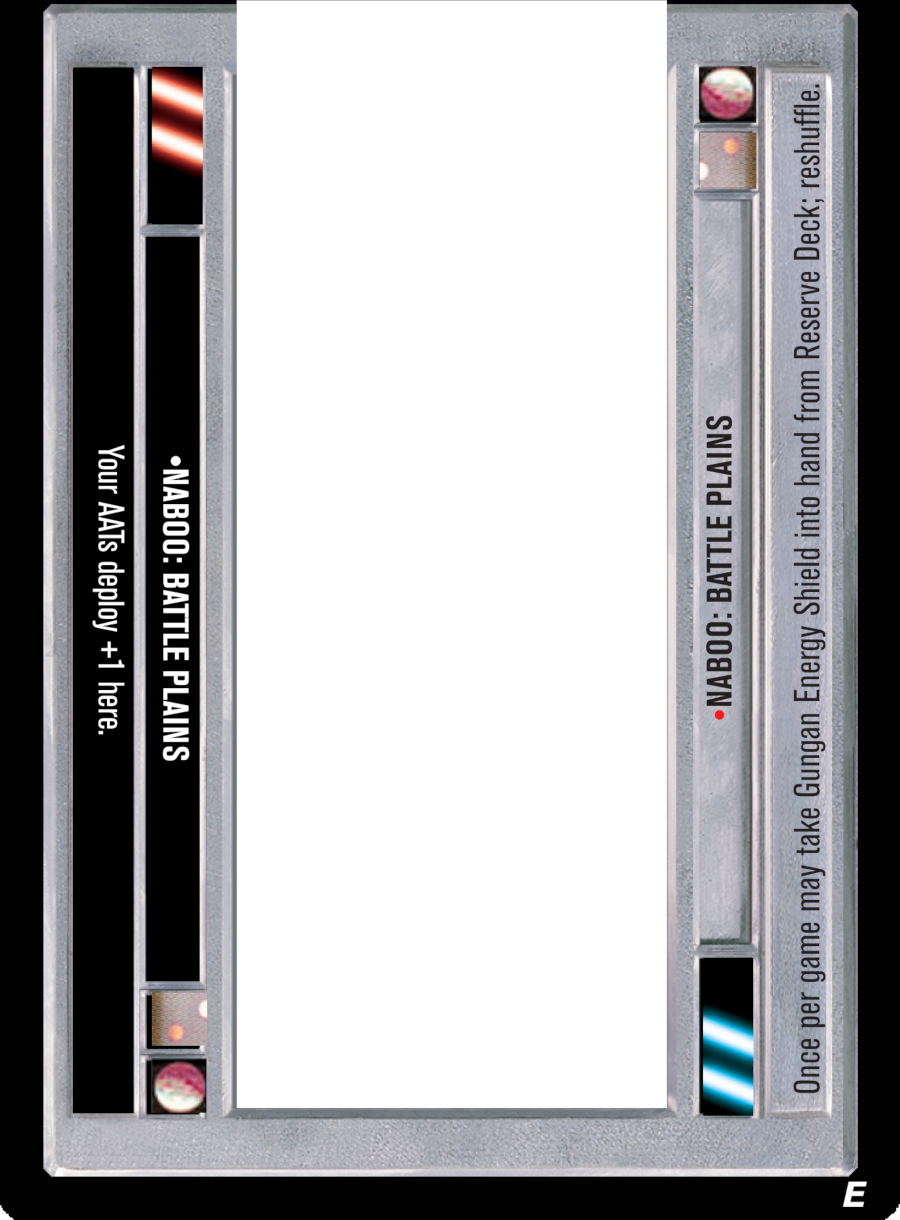 Your AATs deploy +1 here.
•NABOO: BATTLE PLAINS
•NABOO: BATTLE PLAINS
Once per game may take Gungan Energy Shield into hand from Reserve Deck; reshuffle.
E